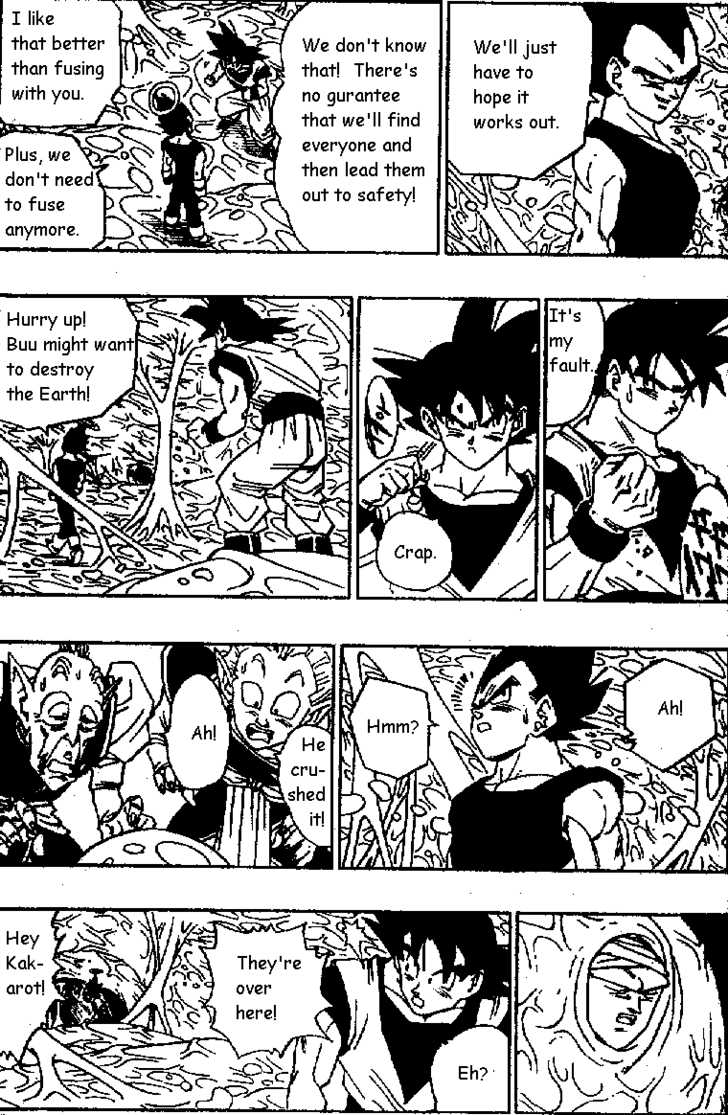 I like
that better
than fusing
with you.
Plus, we
don't need
to fuse
anymore.
We don't know
that! There's
no gurantee
that we'll find
everyone and
then lead them
out to safety!
We'll just
have to
hope it
works out.
Hurry up!
Buu might want
to destroy
the Earth!
Crap.
It's
my
fault.
Ah!
He
cru-
shed
it!
Hmm?
Ah!
Hey
Kak-
arot!
They're
over
here!
Eh?